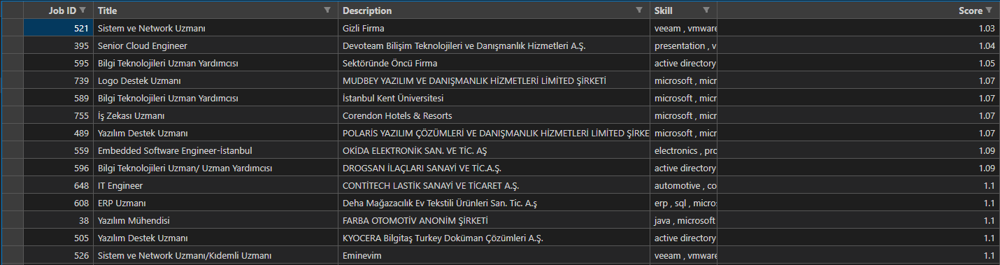 Job ID Title Description Skill Score
521 Sistem ve Network Uzmanı Gizli Firma veeam , vmware 1.03
395 Senior Cloud Engineer Devoteam Bilişim Teknolojileri ve Danışmanlık Hizmetleri A.Ş. presentation , v 1.04
595 Bilgi Teknolojileri Uzman Yardımcısı Sektöründe Öncü Firma active directory 1.05
739 Logo Destek Uzmanı MUDBEY YAZILIM VE DANIŞMANLIK HİZMETLERİ LİMİTED ŞİRKETİ microsoft , micr 1.07
589 Bilgi Teknolojileri Uzman Yardımcısı İstanbul Kent Üniversitesi microsoft , micr 1.07
755 İş Zekası Uzmanı Corendon Hotels & Resorts microsoft , micr 1.07
489 Yazılım Destek Uzmanı POLARİS YAZILIM ÇÖZÜMLERİ VE DANIŞMANLIK HİZMETLERİ LİMİTED ŞİRKE microsoft , micr 1.07
559 Embedded Software Engineer-İstanbul OKİDA ELEKTRONİK SAN. VE TİC. AŞ electronics , pro 1.09
596 Bilgi Teknolojileri Uzman/ Uzman Yardımcısı DROGSAN İLAÇLARI SANAYİ VE TİC.A.Ş. active directory 1.09
648 IT Engineer CONTİTECH LASTİK SANAYİ VE TİCARET A.Ş. automotive , co 1.1
608 ERP Uzmanı Deha Mağazacılık Ev Tekstili Ürünleri San. Tic. A.ş erp , sql , micro 1.1
38 Yazılım Mühendisi FARBA OTOMOTİV ANONİM ŞİRKETİ java , microsoft 1.1
505 Yazılım Destek Uzmanı KYOCERA Bilgitaş Turkey Doküman Çözümleri A.Ş. active directory 1.1
526 Sistem ve Network Uzmanı/Kıdemli Uzmanı Eminevim veeam , vmware 1.1